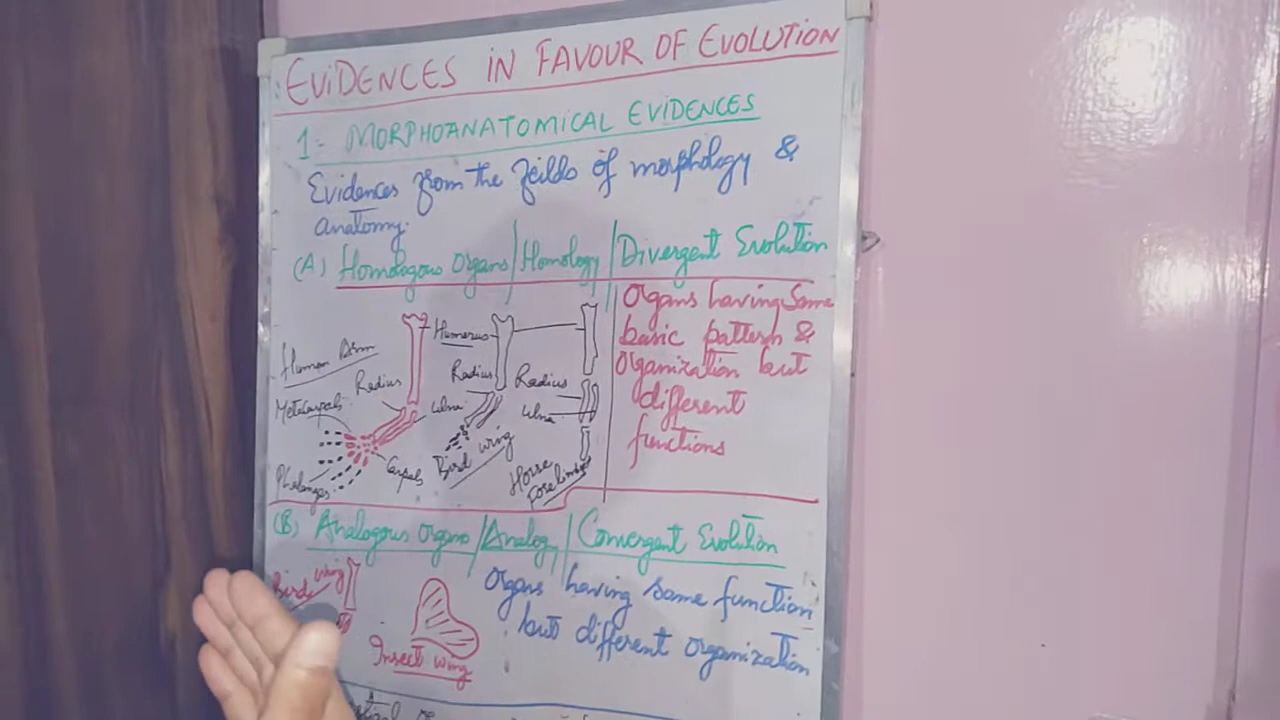 EViDENCES iN FAVOUR OF EVOLUTiON
1:- MORPHOANATOMICAL EViDENCES
Evidences from the feilds of morphology &
anatomy.
(A) Homologous Organs/Homology/Divergent Evolution
Organs having Same
basic pattern &
Organization but
different
functions
Human Arm
Humerus
Radius
Radius
Radius
Metacarpals
Ulna
Ulna
Carpals
Phalanges
Bird wing
Horse
Forelimbs
(B) Analogous Organs/Analogy/Convergent Evolution
Bird wing
Insect wing
Organs having same function
but different organization